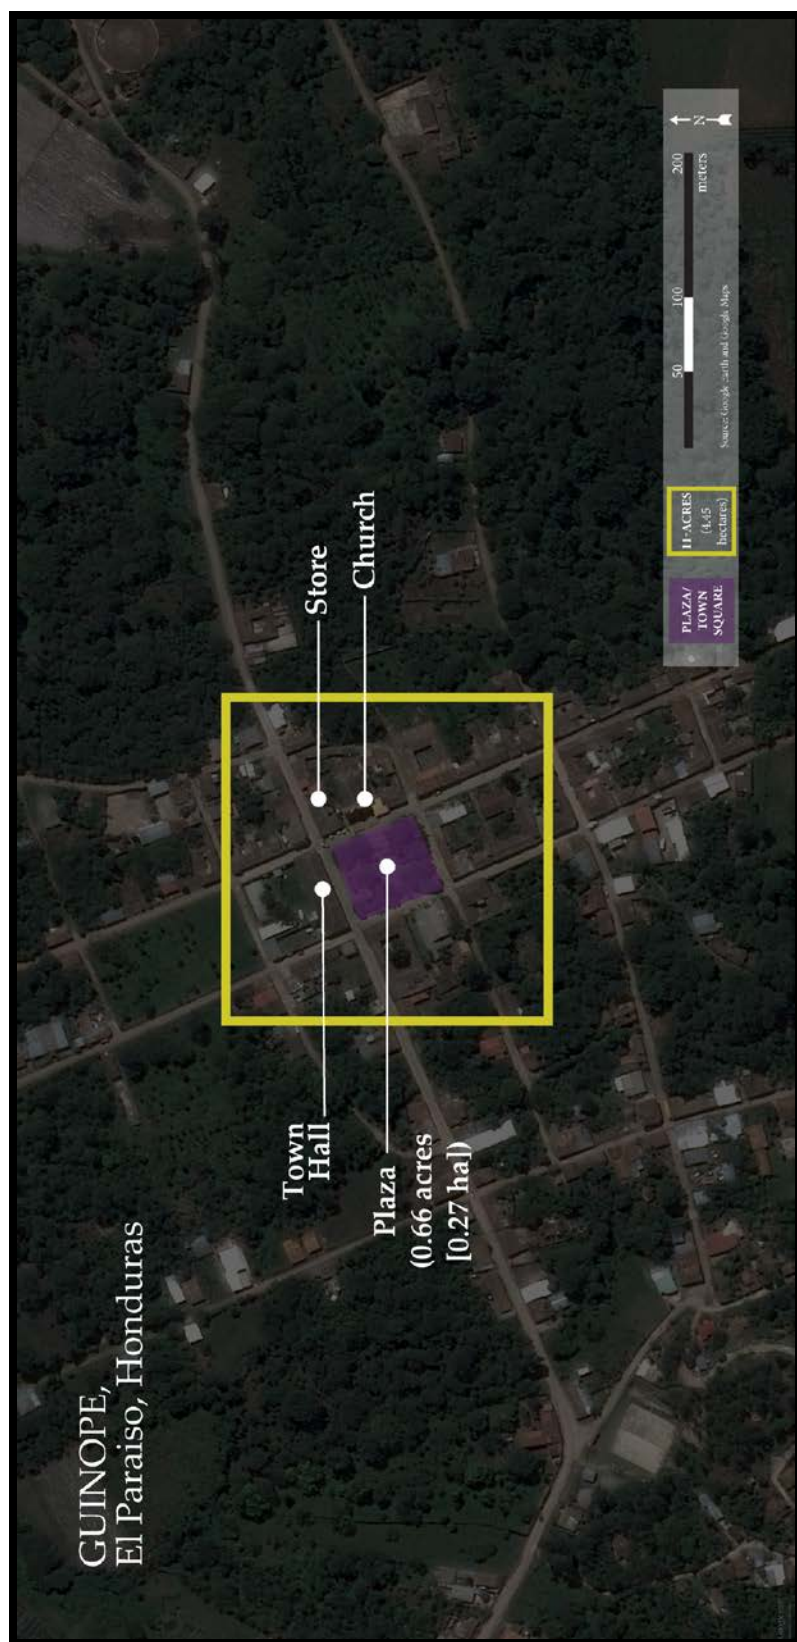 GUINOPE,
El Paraiso, Honduras
Town
Hall
Plaza
(0.66 acres
[0.27 ha])
Store
Church
PLAZA/
TOWN
SQUARE
11-ACRES
(4.45
hectares)
50
100
200
meters
Source: Google Earth and Google Maps
N